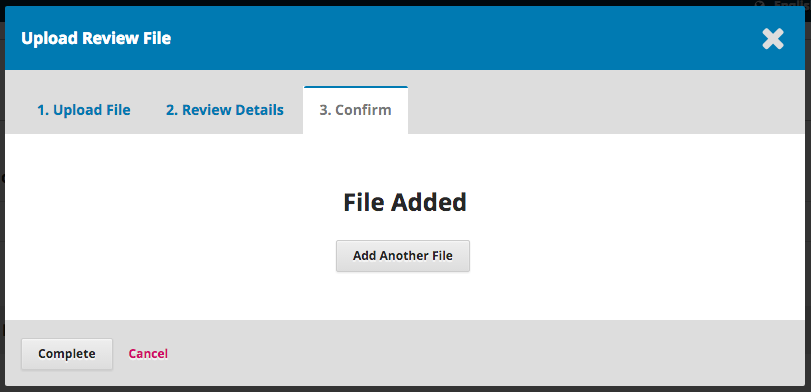 Upload Review File
1. Upload File
2. Review Details
3. Confirm
File Added
Add Another File
Complete
Cancel